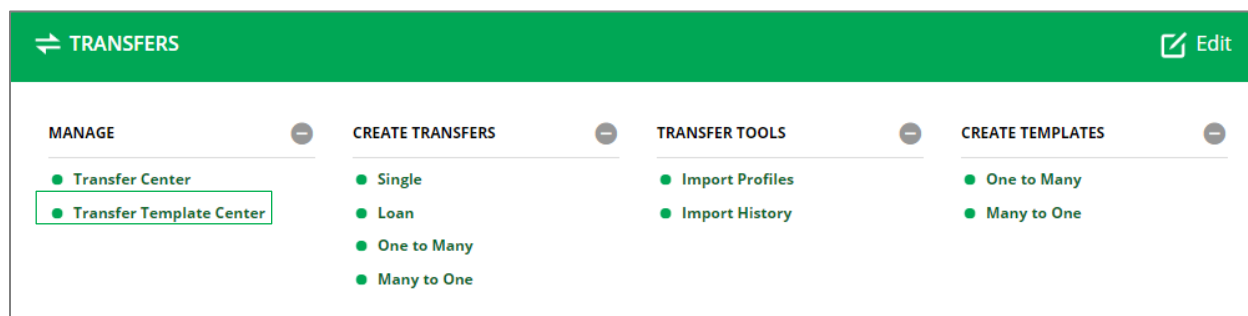 TRANSFERS
Edit
MANAGE
Transfer Center
Transfer Template Center
CREATE TRANSFERS
Single
Loan
One to Many
Many to One
TRANSFER TOOLS
Import Profiles
Import History
CREATE TEMPLATES
One to Many
Many to One